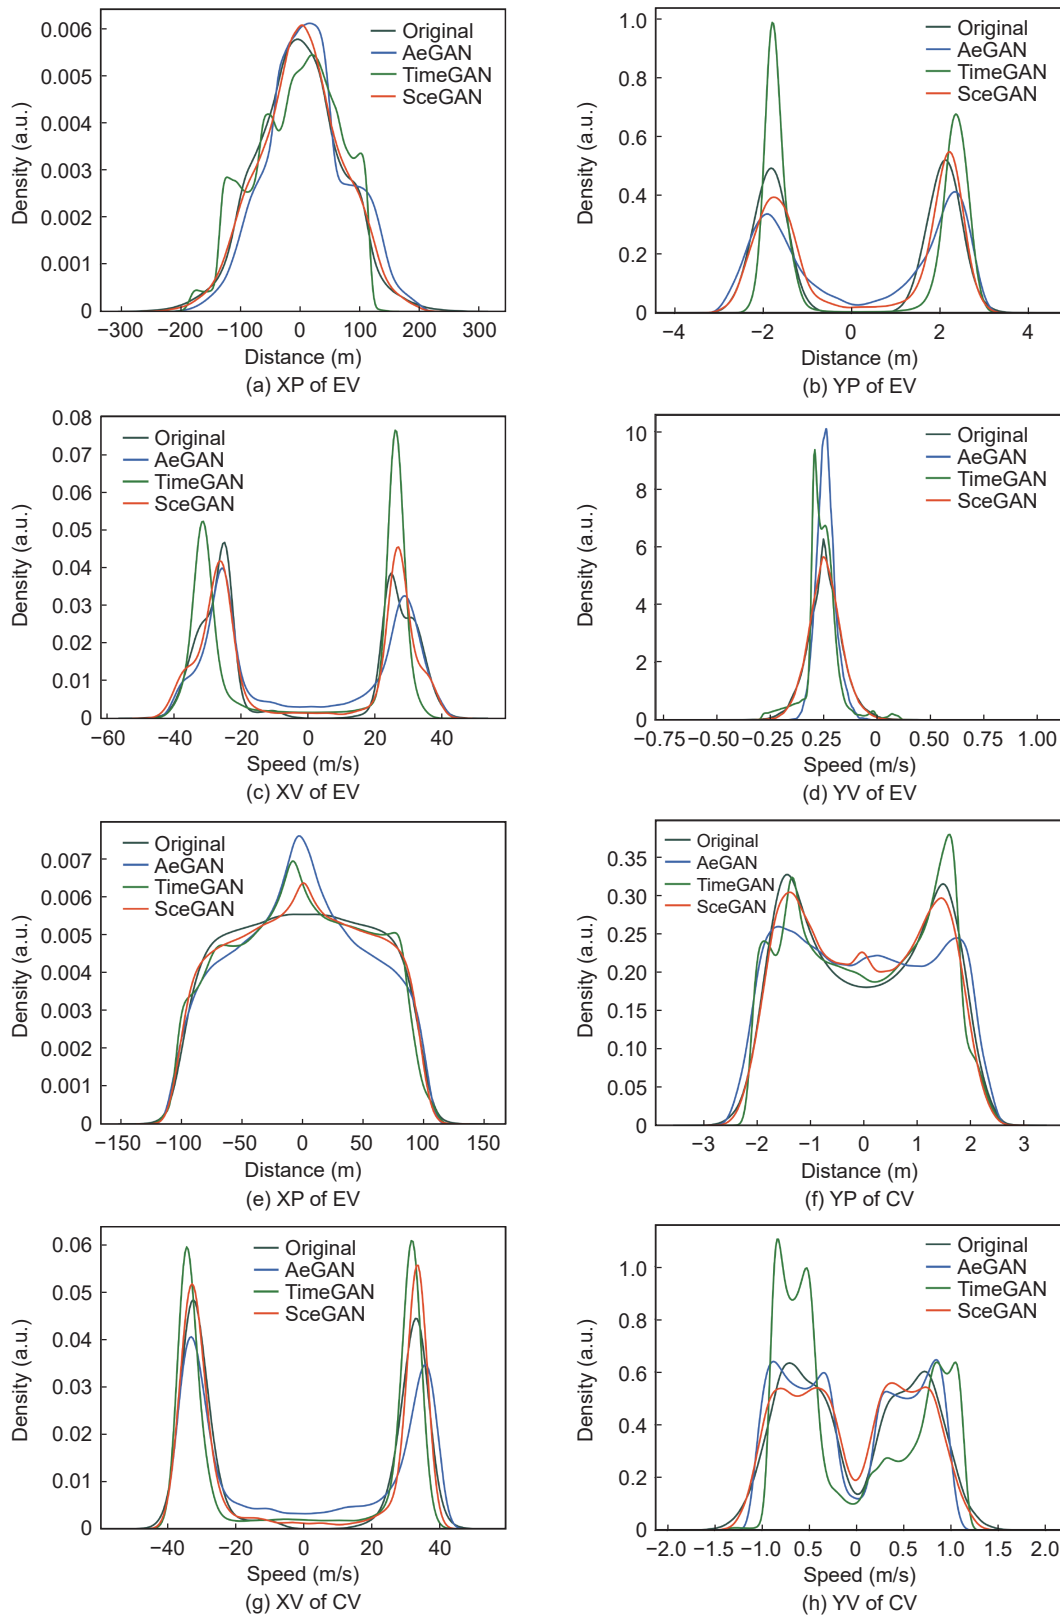 Density (a.u.)
0.006
0.005
0.004
0.003
0.002
0.001
0
Original
AeGAN
TimeGAN
SceGAN
−300 −200 −100 0 100 200 300
Distance (m)
(a) XP of EV
Density (a.u.)
1.0
0.8
0.6
0.4
0.2
0
Original
AeGAN
TimeGAN
SceGAN
−4 −2 0 2 4
Distance (m)
(b) YP of EV
Density (a.u.)
0.08
0.07
0.06
0.05
0.04
0.03
0.02
0.01
0
Original
AeGAN
TimeGAN
SceGAN
−60 −40 −20 0 20 40
Speed (m/s)
(c) XV of EV
Density (a.u.)
10
8
6
4
2
0
Original
AeGAN
TimeGAN
SceGAN
−0.75 −0.50 −0.25 0.25 0 0.50 0.75 1.00
Speed (m/s)
(d) YV of EV
Density (a.u.)
0.007
0.006
0.005
0.004
0.003
0.002
0.001
0
Original
AeGAN
TimeGAN
SceGAN
−150 −100 −50 0 50 100 150
Distance (m)
(e) XP of EV
Density (a.u.)
0.35
0.30
0.25
0.20
0.15
0.10
0.05
0
Original
AeGAN
TimeGAN
SceGAN
−3 −2 −1 0 1 2 3
Distance (m)
(f) YP of CV
Density (a.u.)
0.06
0.05
0.04
0.03
0.02
0.01
0
Original
AeGAN
TimeGAN
SceGAN
−40 −20 0 20 40
Speed (m/s)
(g) XV of CV
Density (a.u.)
1.0
0.8
0.6
0.4
0.2
0
Original
AeGAN
TimeGAN
SceGAN
−2.0 −1.5 −1.0 −0.5 0 0.5 1.0 1.5 2.0
Speed (m/s)
(h) YV of CV